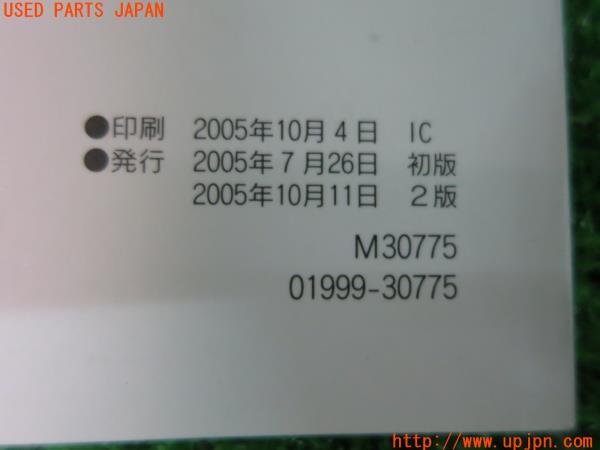 USED PARTS JAPAN
●印刷 2005年10月4日 IC
●発行 2005年7月26日 初版
2005年10月11日 2版
M30775
01999-30775
http://www.upjpn.com/